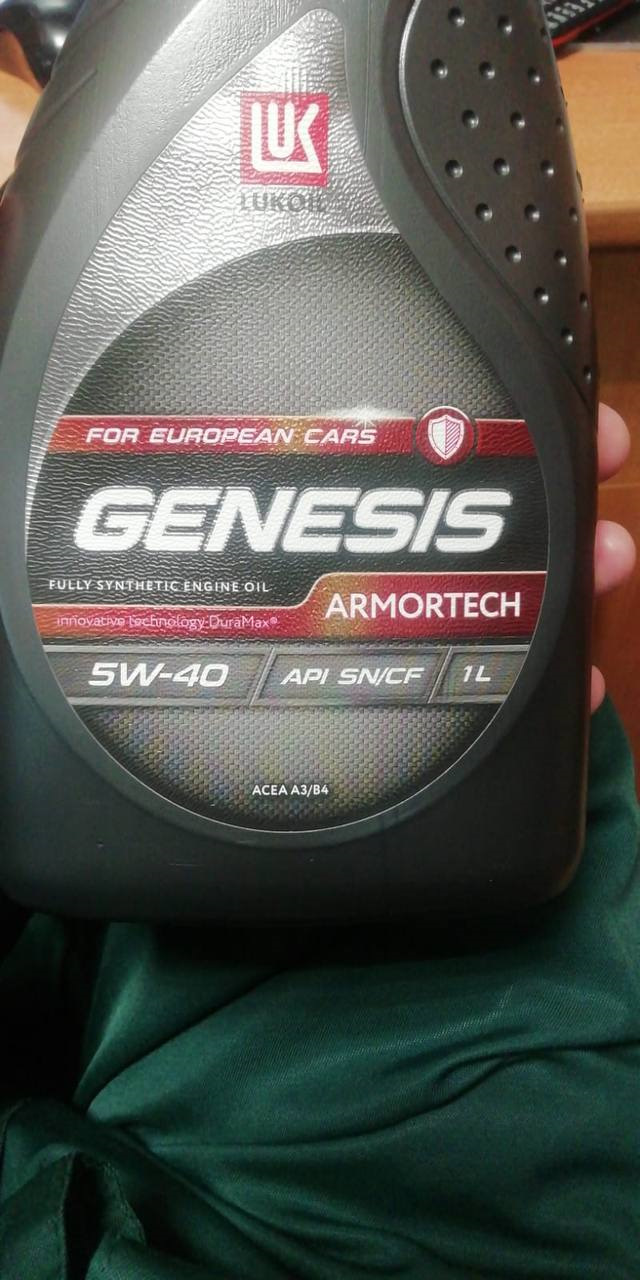 LUK
LUKOIL
FOR EUROPEAN CARS
GENESIS
FULLY SYNTHETIC ENGINE OIL
ARMORTECH
innovative technology DuraMax®
5W-40
API SN/CF
1L
ACEA A3/B4